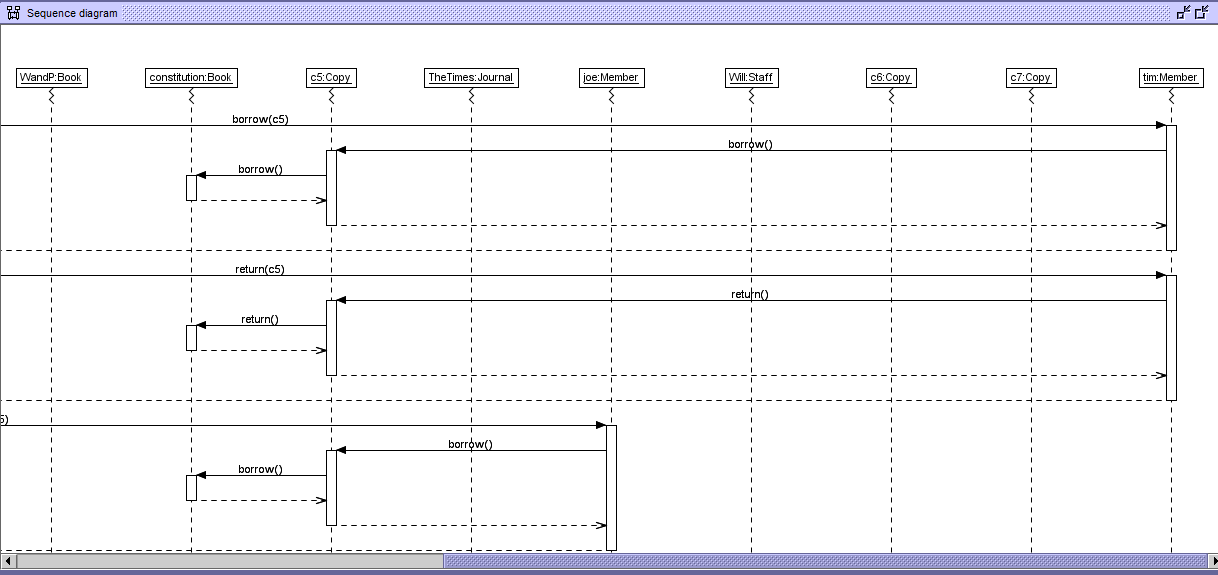 Sequence diagram
WandP:Book constitution:Book c5:Copy TheTimes:Journal joe:Member Will:Staff c6:Copy c7:Copy tim:Member
borrow(c5)
borrow()
borrow()
return(c5)
return()
return()
5)
borrow()
borrow()